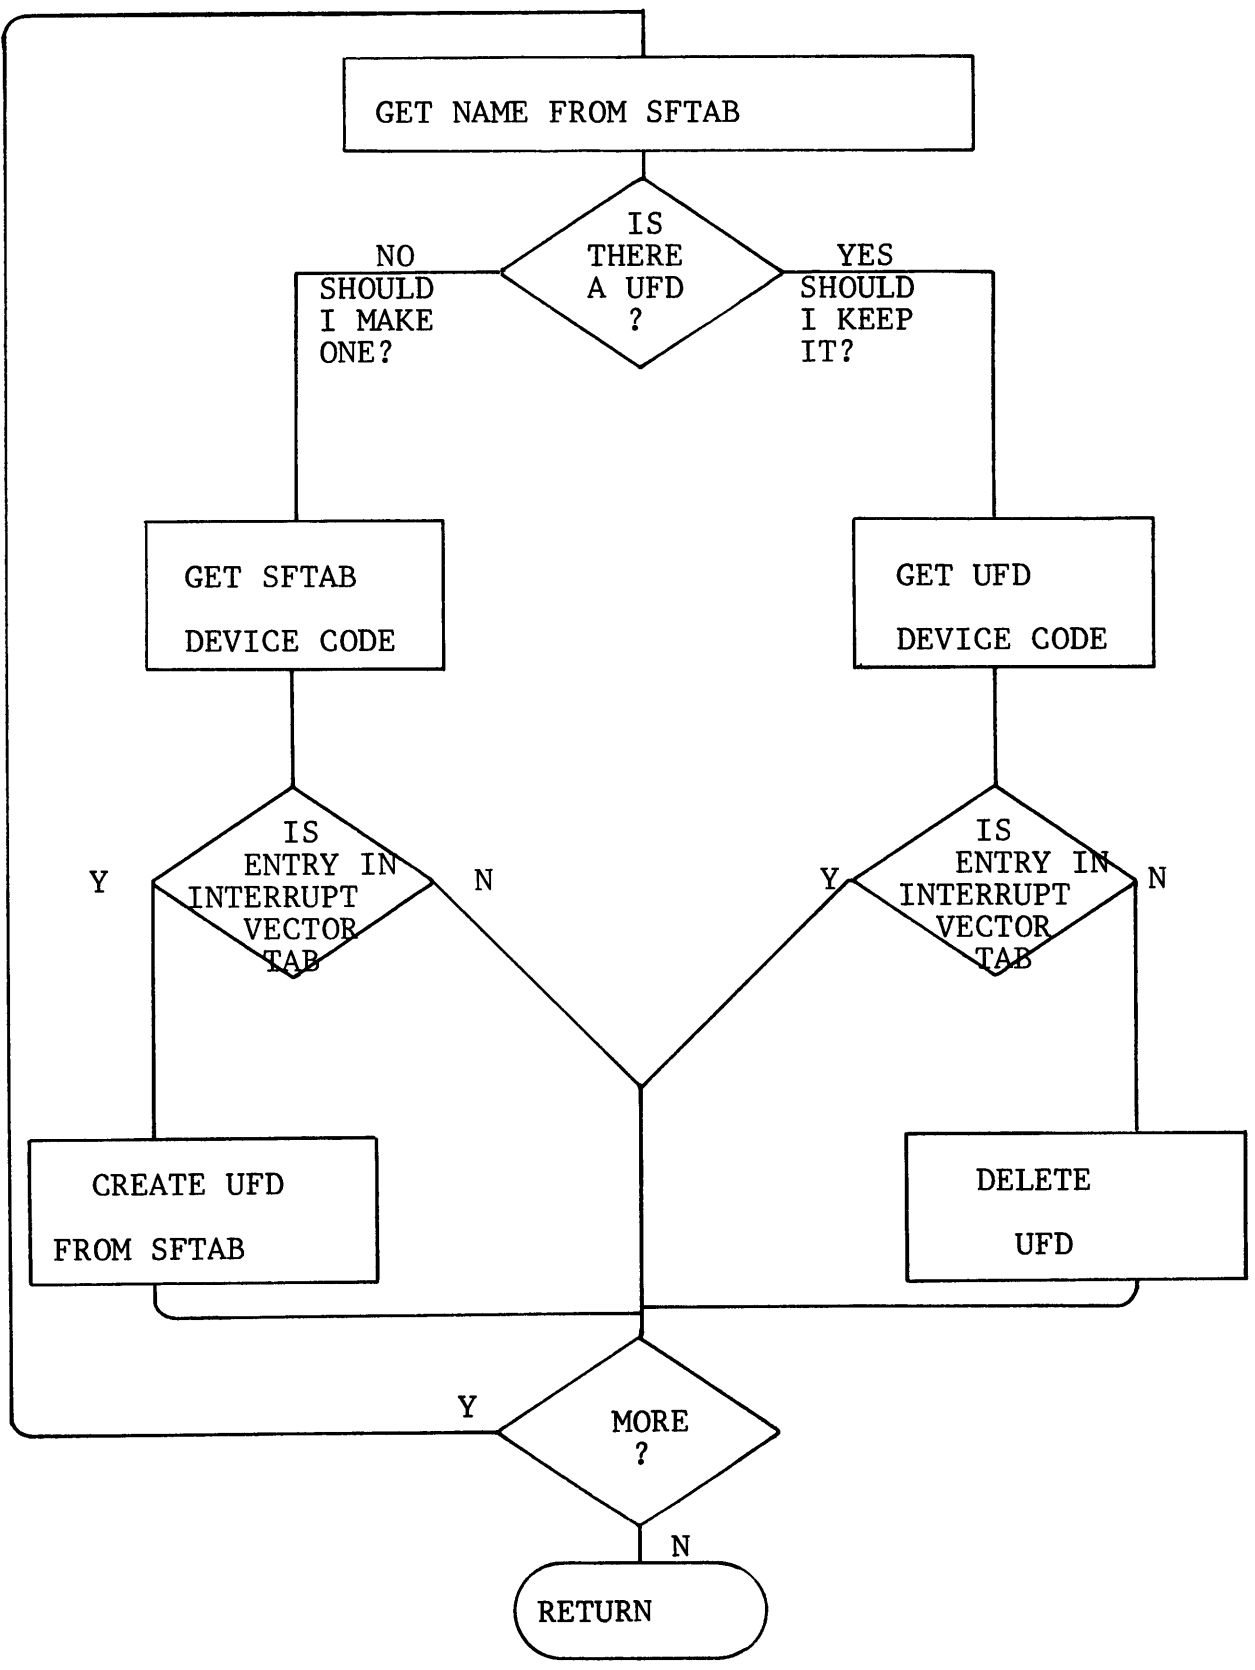 GET NAME FROM SFTAB
IS
THERE
A UFD
?
NO
SHOULD
I MAKE
ONE?
YES
SHOULD
I KEEP
IT?
GET SFTAB
DEVICE CODE
GET UFD
DEVICE CODE
Y
IS
ENTRY IN
INTERRUPT
VECTOR
TAB
N
Y
IS
ENTRY IN
INTERRUPT
VECTOR
TAB
N
CREATE UFD
FROM SFTAB
DELETE
UFD
Y
MORE
?
N
RETURN